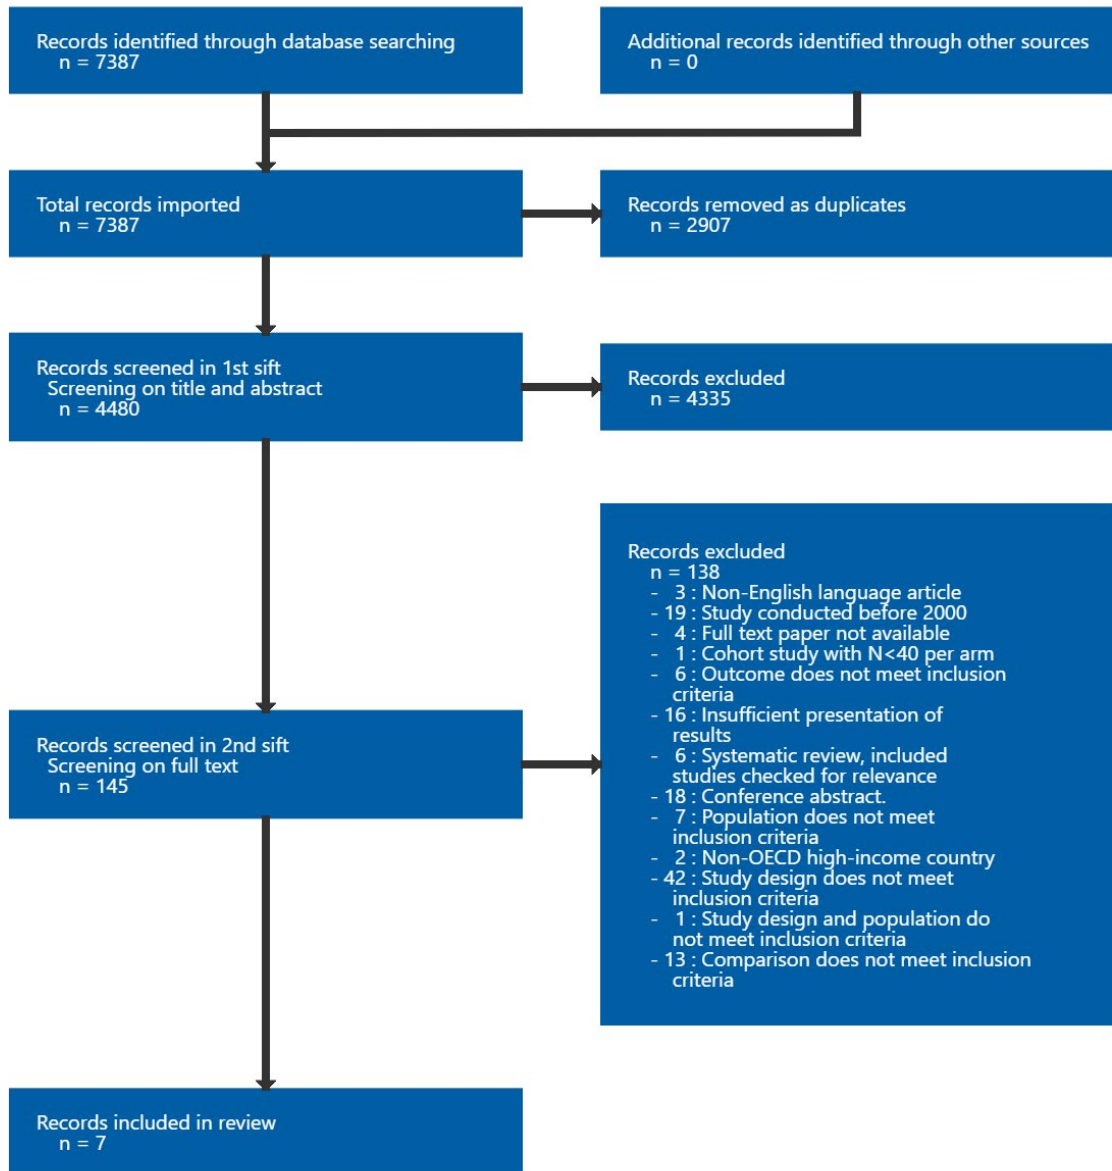 Records identified through database searching
n = 7387
Additional records identified through other sources
n = 0
Total records imported
n = 7387
Records removed as duplicates
n = 2907
Records screened in 1st sift
Screening on title and abstract
n = 4480
Records excluded
n = 4335
Records screened in 2nd sift
Screening on full text
n = 145
Records excluded
n = 138
- 3 : Non-English language article
- 19 : Study conducted before 2000
- 4 : Full text paper not available
- 1 : Cohort study with N<40 per arm
- 6 : Outcome does not meet inclusion
criteria
- 16 : Insufficient presentation of
results
- 6 : Systematic review, included
studies checked for relevance
- 18 : Conference abstract.
- 7 : Population does not meet
inclusion criteria
- 2 : Non-OECD high-income country
- 42 : Study design does not meet
inclusion criteria
- 1 : Study design and population do
not meet inclusion criteria
- 13 : Comparison does not meet inclusion
criteria
Records included in review
n = 7